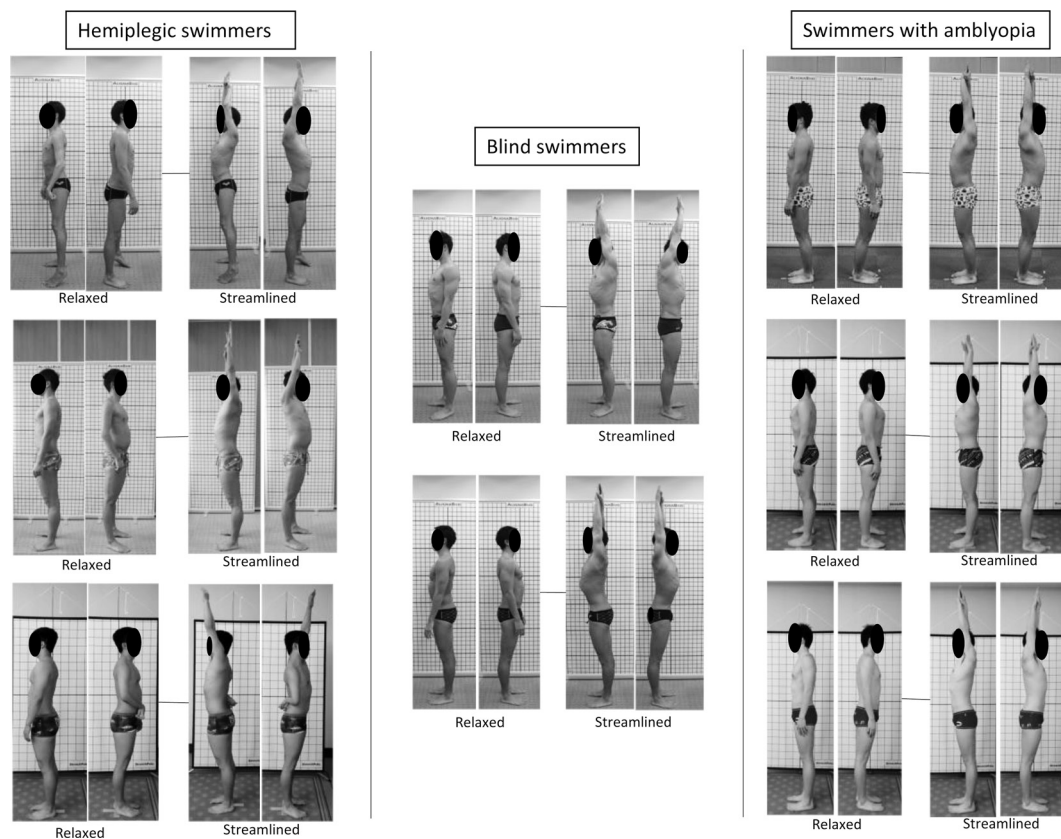 Hemiplegic swimmers
Relaxed
Streamlined
Relaxed
Streamlined
Relaxed
Streamlined
Blind swimmers
Relaxed
Streamlined
Relaxed
Streamlined
Swimmers with amblyopia
Relaxed
Streamlined
Relaxed
Streamlined
Relaxed
Streamlined